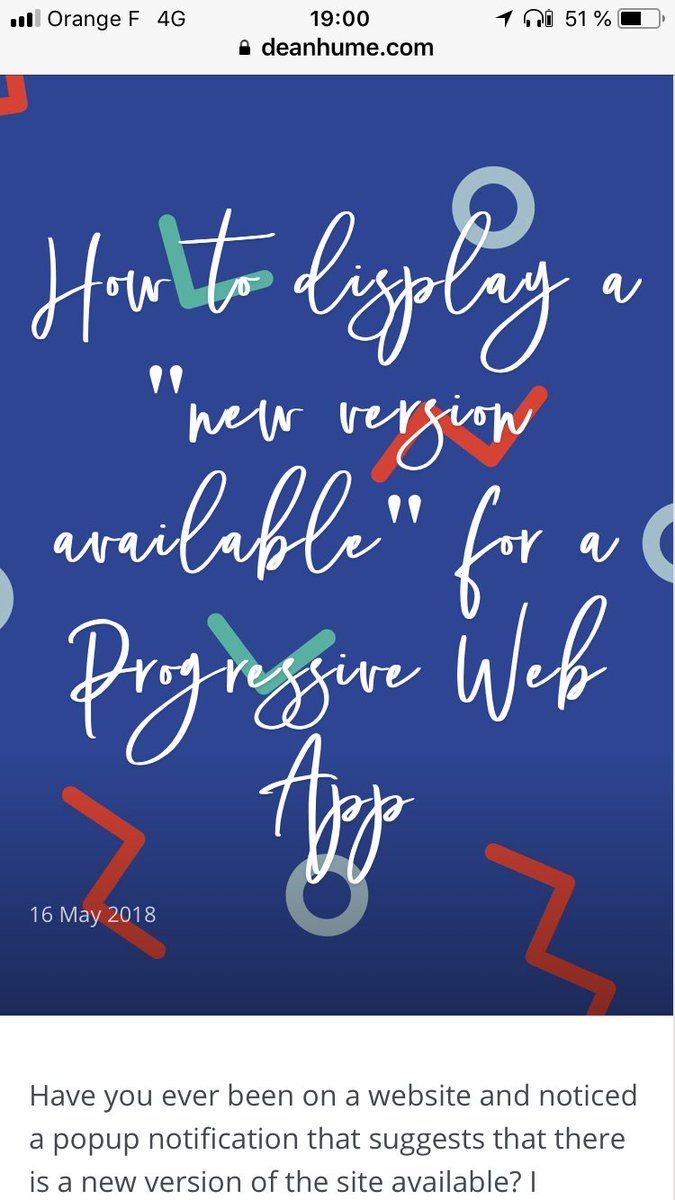 Orange F 4G 19:00 51 %
deanhume.com
How to display a
"new version
available" for a
Progressive Web
App
16 May 2018
Have you ever been on a website and noticed
a popup notification that suggests that there
is a new version of the site available? I